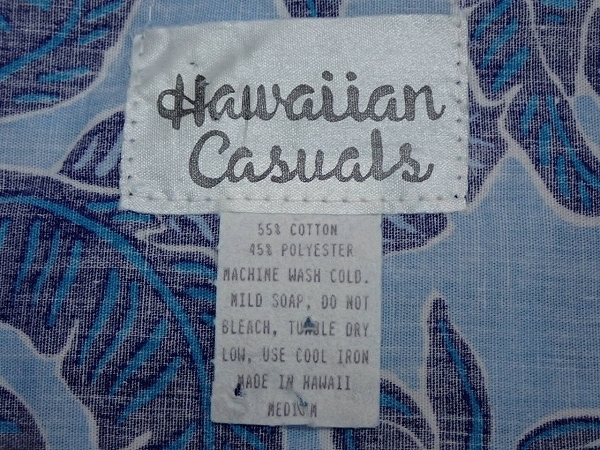 Hawaiian
Casuals
55% COTTON
45% POLYESTER
MACHINE WASH COLD.
MILD SOAP, DO NOT
BLEACH, TUMBLE DRY
LOW, USE COOL IRON
MADE IN HAWAII
MEDIUM